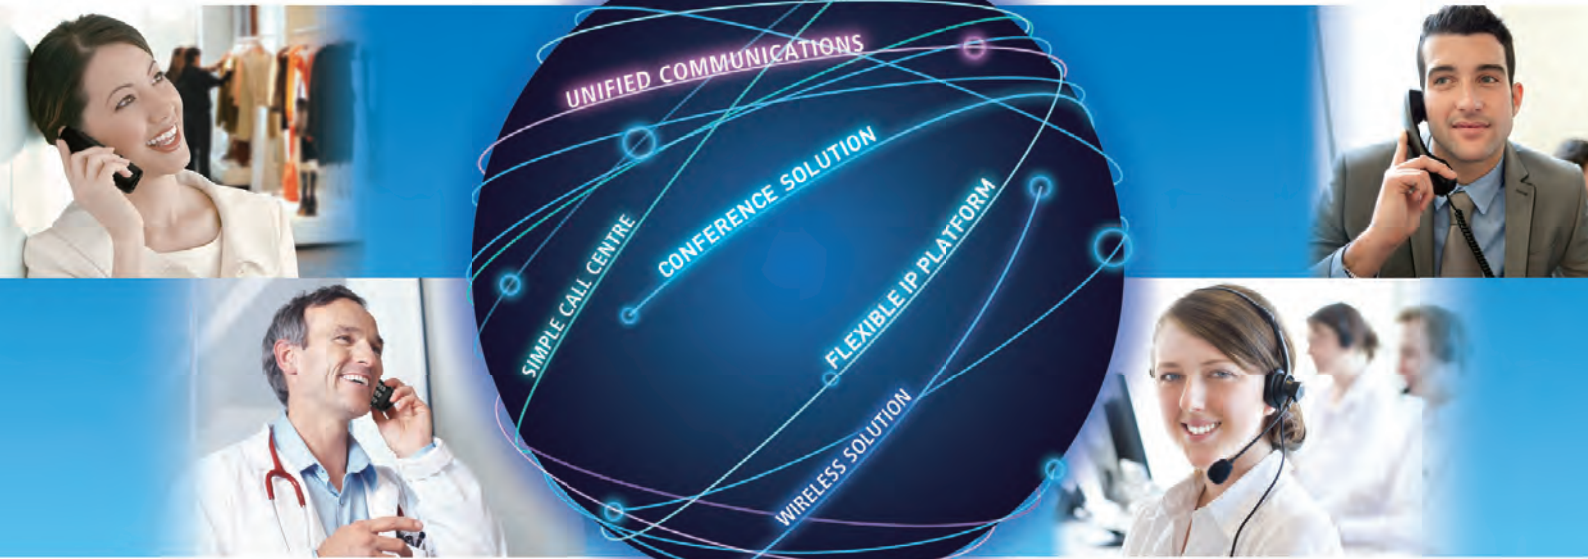 UNIFIED COMMUNICATIONS
CONFERENCE SOLUTION
SIMPLE CALL CENTRE
FLEXIBLE IP PLATFORM
WIRELESS SOLUTION